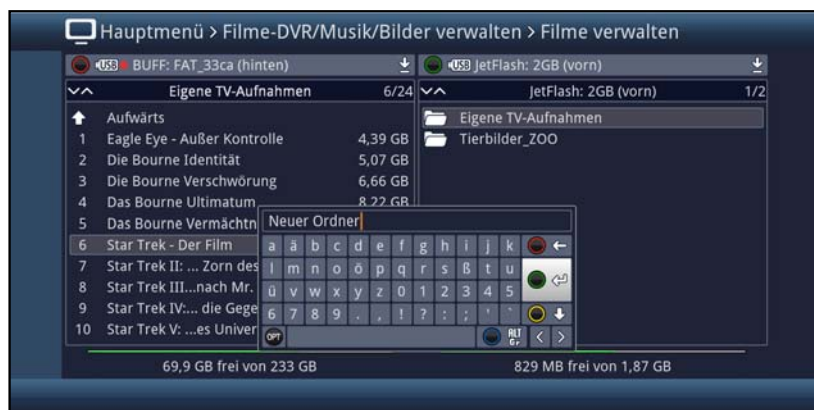 Hauptmenü > Filme-DVR/Musik/Bilder verwalten > Filme verwalten
USB BUFF: FAT_33ca (hinten)
USB JetFlash: 2GB (vorn)
Eigene TV-Aufnahmen 6/24
JetFlash: 2GB (vorn) 1/2
Aufwärts
1 Eagle Eye - Außer Kontrolle 4,39 GB
2 Die Bourne Identität 5,07 GB
3 Die Bourne Verschwörung 6,66 GB
4 Das Bourne Ultimatum 8,22 GB
5 Das Bourne Vermächtn
6 Star Trek - Der Film
7 Star Trek II: ... Zorn des
8 Star Trek III...nach Mr.
9 Star Trek IV:... die Gege
10 Star Trek V: ...es Univer
Eigene TV-Aufnahmen
Tierbilder_ZOO
Neuer Ordner
a ä b c d e f g h i j k
l m n o ö p q r s ß t u
ü v w x y z 0 1 2 3 4 5
6 7 8 9 . , ! ? : ; ' `
OPT ALT Gr < >
69,9 GB frei von 233 GB
829 MB frei von 1,87 GB